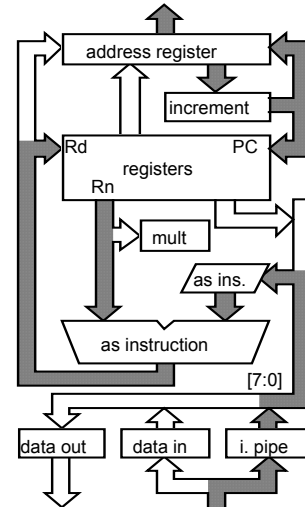 address register
increment
Rd PC
registers
Rn
mult
as ins.
as instruction
[7:0]
data out data in i. pipe